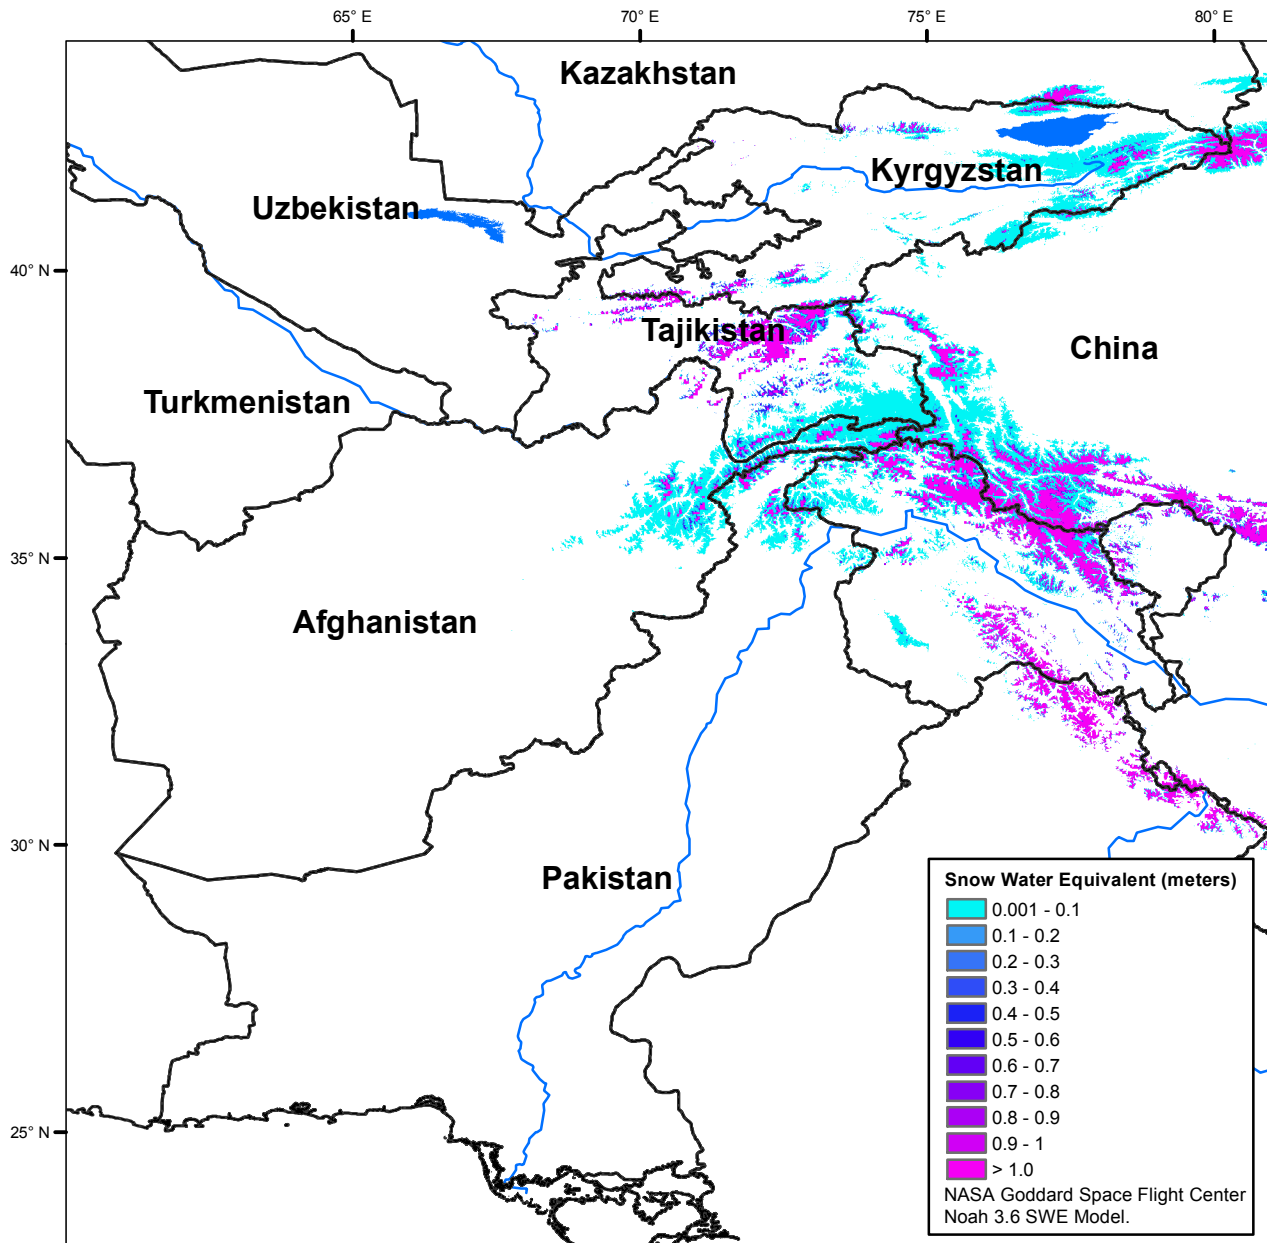 65° E
70° E
75° E
80° E
Kazakhstan
Kyrgyzstan
Uzbekistan
40° N
Tajikistan
China
Turkmenistan
35° N
Afghanistan
30° N
Pakistan
Snow Water Equivalent (meters)
0.001 - 0.1
0.1 - 0.2
0.2 - 0.3
0.3 - 0.4
0.4 - 0.5
0.5 - 0.6
0.6 - 0.7
0.7 - 0.8
0.8 - 0.9
0.9 - 1
> 1.0
25° N
NASA Goddard Space Flight Center
Noah 3.6 SWE Model.